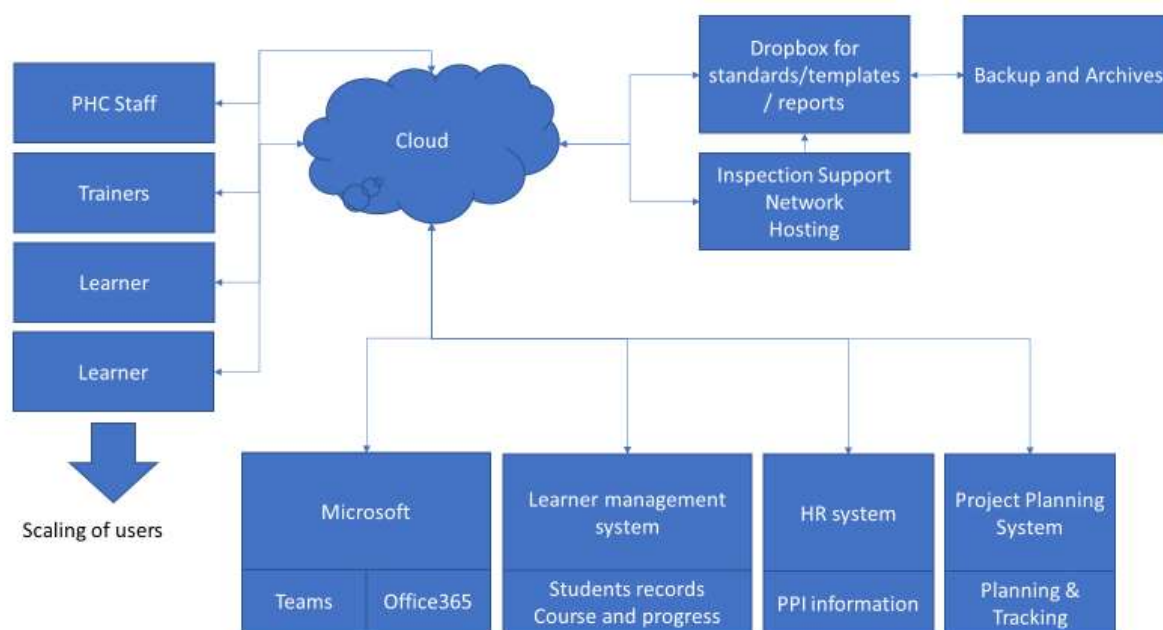 PHC Staff
Trainers
Learner
Learner
Scaling of users
Cloud
Dropbox for
standards/templates
/ reports
Backup and Archives
Inspection Support
Network
Hosting
Microsoft
Teams
Office365
Learner management
system
Students records
Course and progress
HR system
PPI information
Project Planning
System
Planning &
Tracking